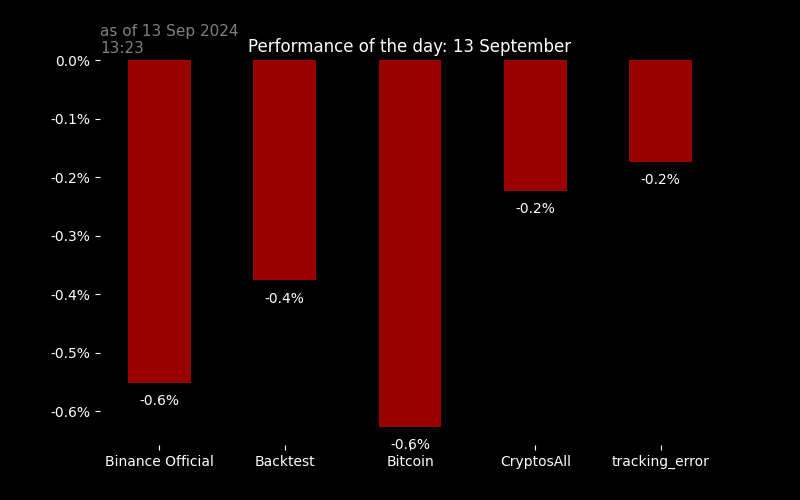 as of 13 Sep 2024
13:23
Performance of the day: 13 September
0.0%
-0.1%
-0.2%
-0.3%
-0.4%
-0.5%
-0.6%
-0.6%
-0.4%
-0.6%
-0.2%
-0.2%
Binance Official
Backtest
Bitcoin
CryptosAll
tracking_error